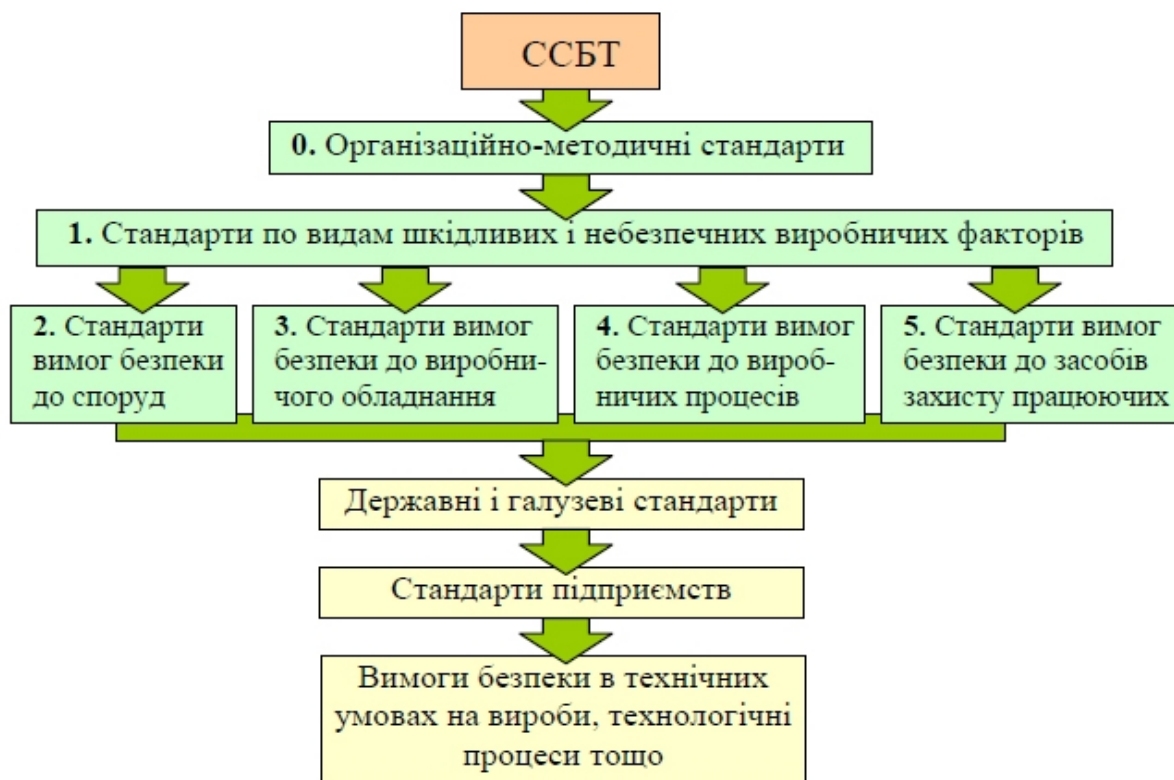 ССБТ
0. Організаційно-методичні стандарти
1. Стандарти по видам шкідливих і небезпечних виробничих факторів
2. Стандарти
вимог безпеки
до споруд
3. Стандарти вимог
безпеки до виробни-
чого обладнання
4. Стандарти вимог
безпеки до вироб-
ничих процесів
5. Стандарти вимог
безпеки до засобів
захисту працюючих
Державні і галузеві стандарти
Стандарти підприємств
Вимоги безпеки в технічних
умовах на вироби, технологічні
процеси тощо